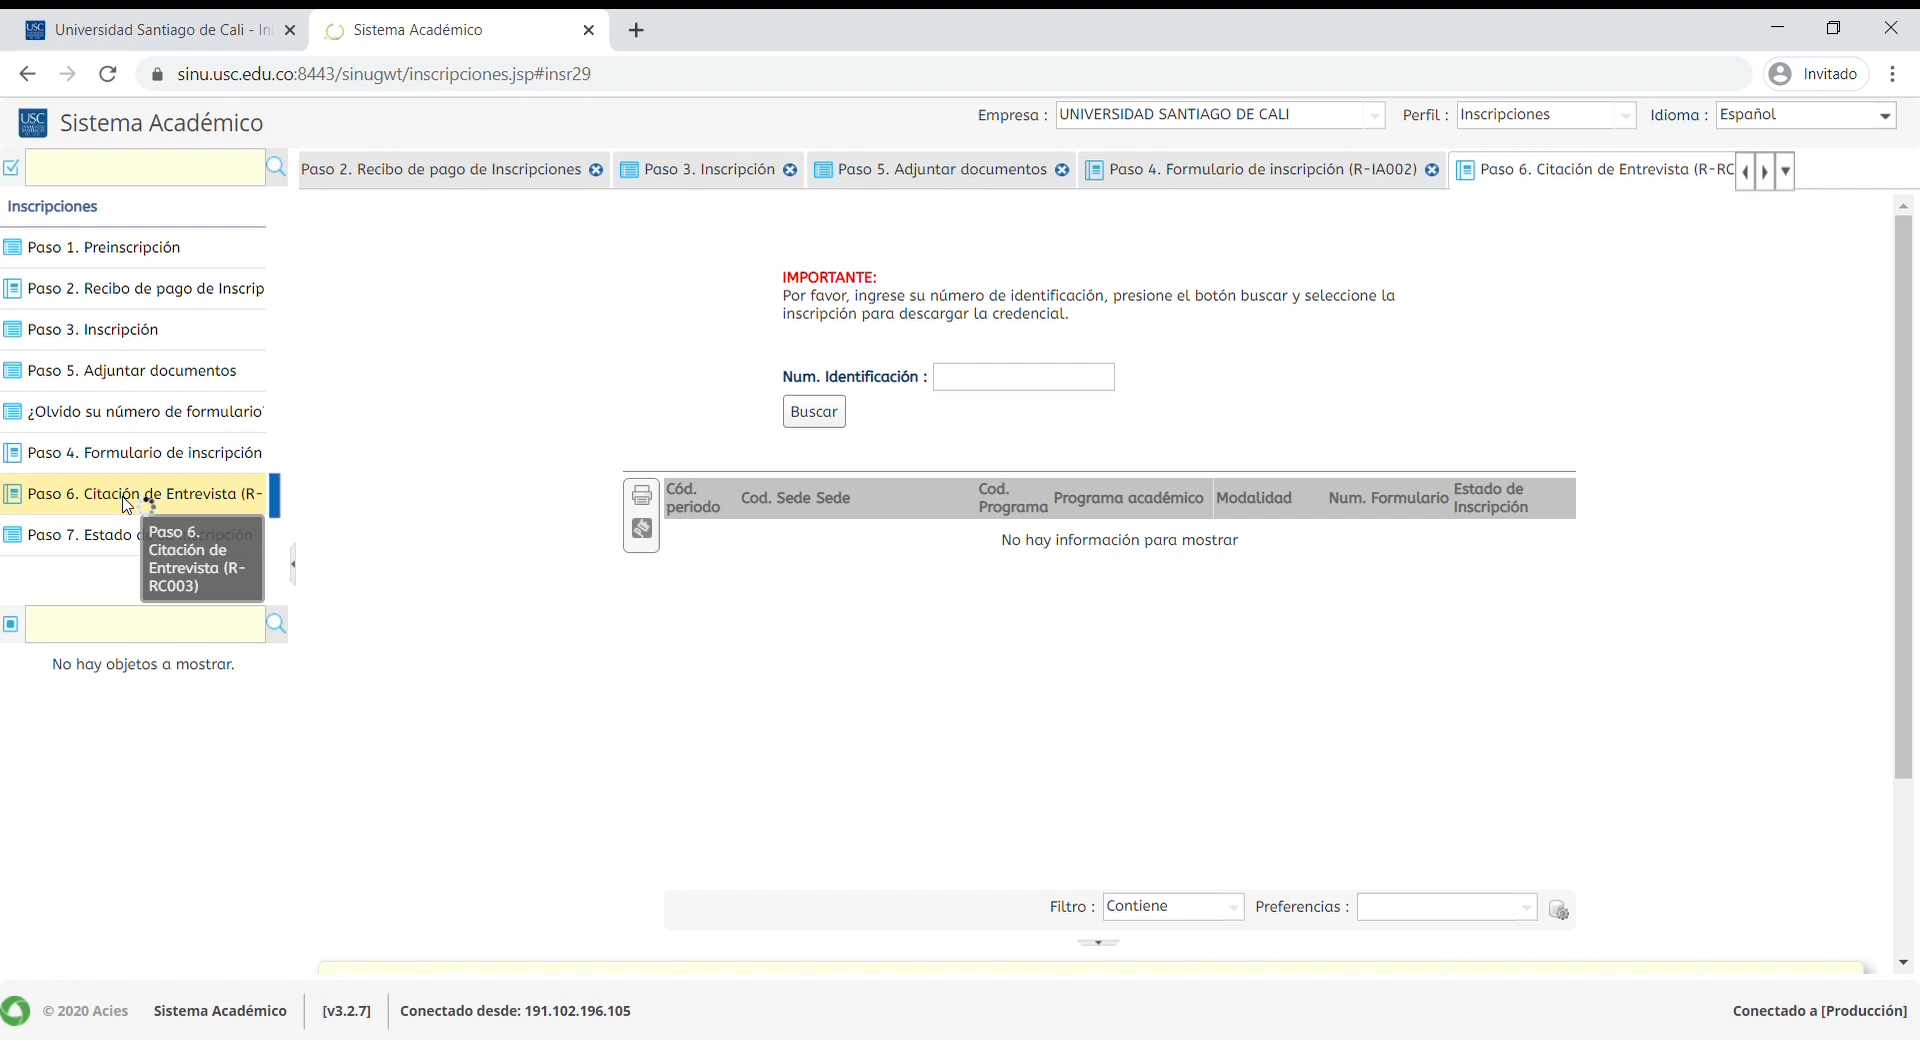 Universidad Santiago de Cali - In
Sistema Académico
sinu.usc.edu.co:8443/sinugwt/inscripciones.jsp#insr29
Invitado
USC
Sistema Académico
Empresa : UNIVERSIDAD SANTIAGO DE CALI
Perfil : Inscripciones
Idioma : Español
Paso 2. Recibo de pago de Inscripciones
Paso 3. Inscripción
Paso 5. Adjuntar documentos
Paso 4. Formulario de inscripción (R-IA002)
Paso 6. Citación de Entrevista (R-RC
Inscripciones
Paso 1. Preinscripción
Paso 2. Recibo de pago de Inscrip
Paso 3. Inscripción
Paso 5. Adjuntar documentos
¿Olvido su número de formulario
Paso 4. Formulario de inscripción
Paso 6. Citación de Entrevista (R-
Paso 7. Estado
Paso 6.
Citación de
Entrevista (R-
RC003)
No hay objetos a mostrar.
IMPORTANTE:
Por favor, ingrese su número de identificación, presione el botón buscar y seleccione la
inscripción para descargar la credencial.
Num. Identificación :
Buscar
Cód. periodo
Cod. Sede
Sede
Cod. Programa
Programa académico
Modalidad
Num. Formulario
Estado de Inscripción
No hay información para mostrar
Filtro : Contiene
Preferencias :
© 2020 Acies
Sistema Académico
[v3.2.7]
Conectado desde: 191.102.196.105
Conectado a [Producción]